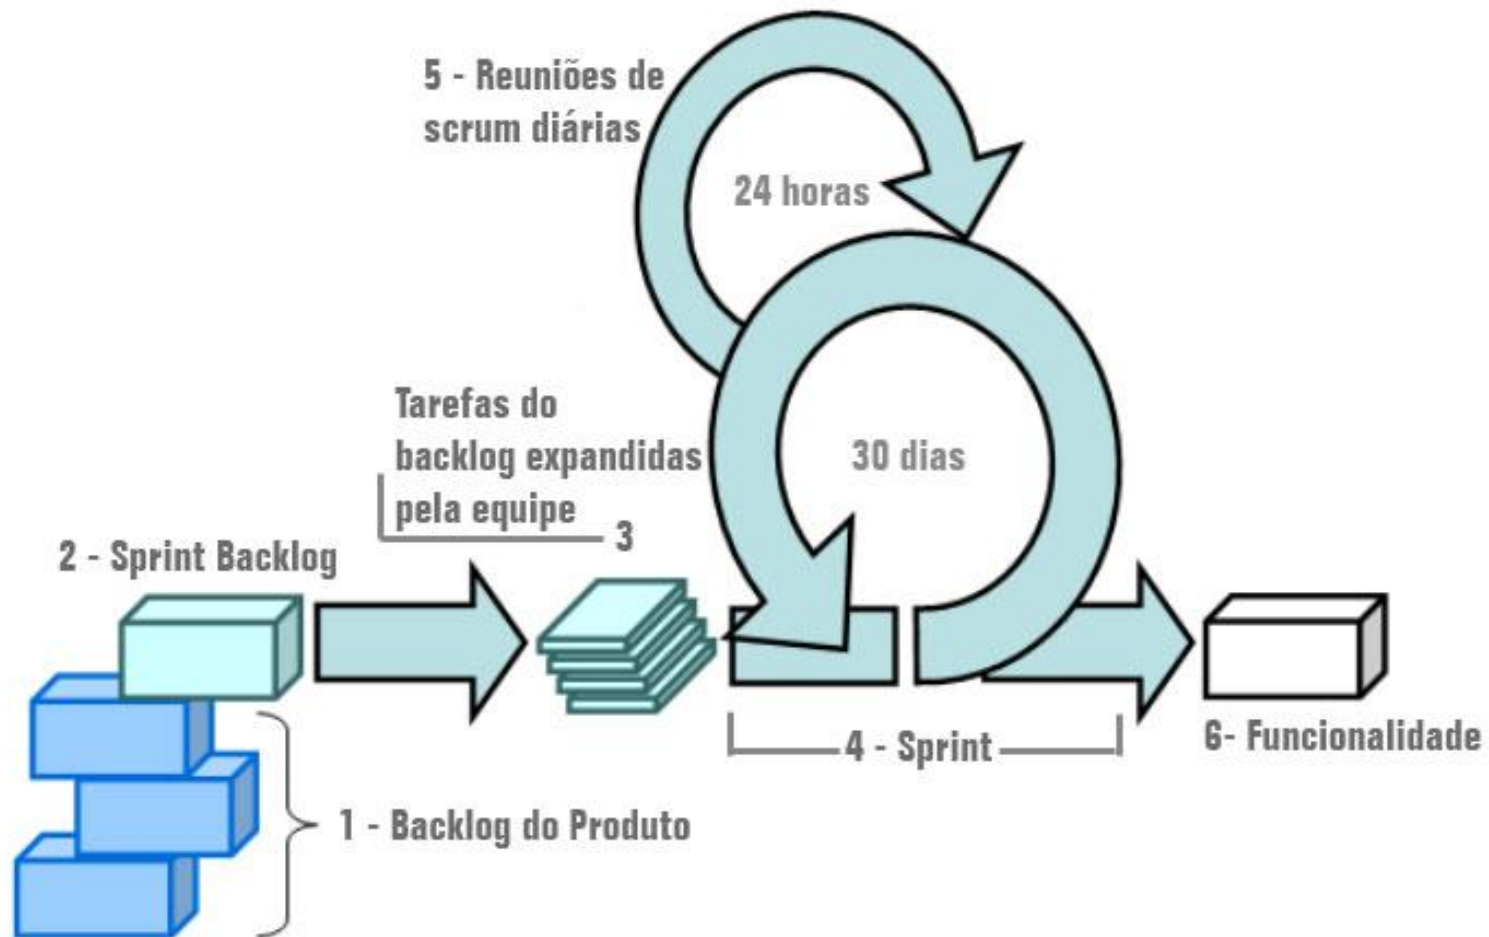 5 - Reuniões de
scrum diárias
24 horas
Tarefas do
backlog expandidas
pela equipe
3
30 dias
2 - Sprint Backlog
4 - Sprint
6- Funcionalidade
1 - Backlog do Produto